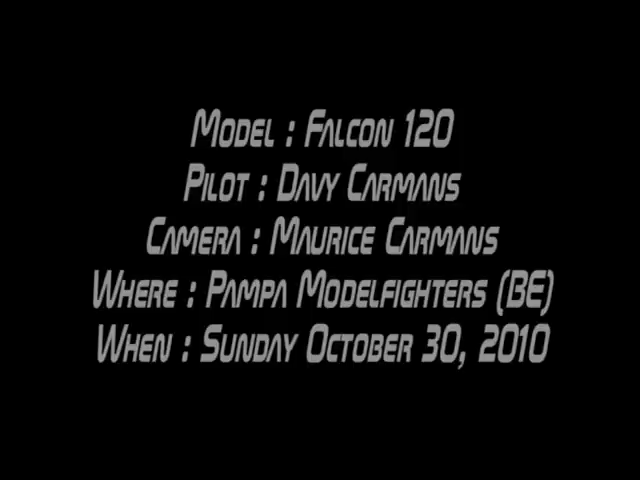 Model : Falcon 120
Pilot : Davy Carmans
Camera : Maurice Carmans
Where : Pampa Modelfighters (BE)
When : Sunday October 30, 2010